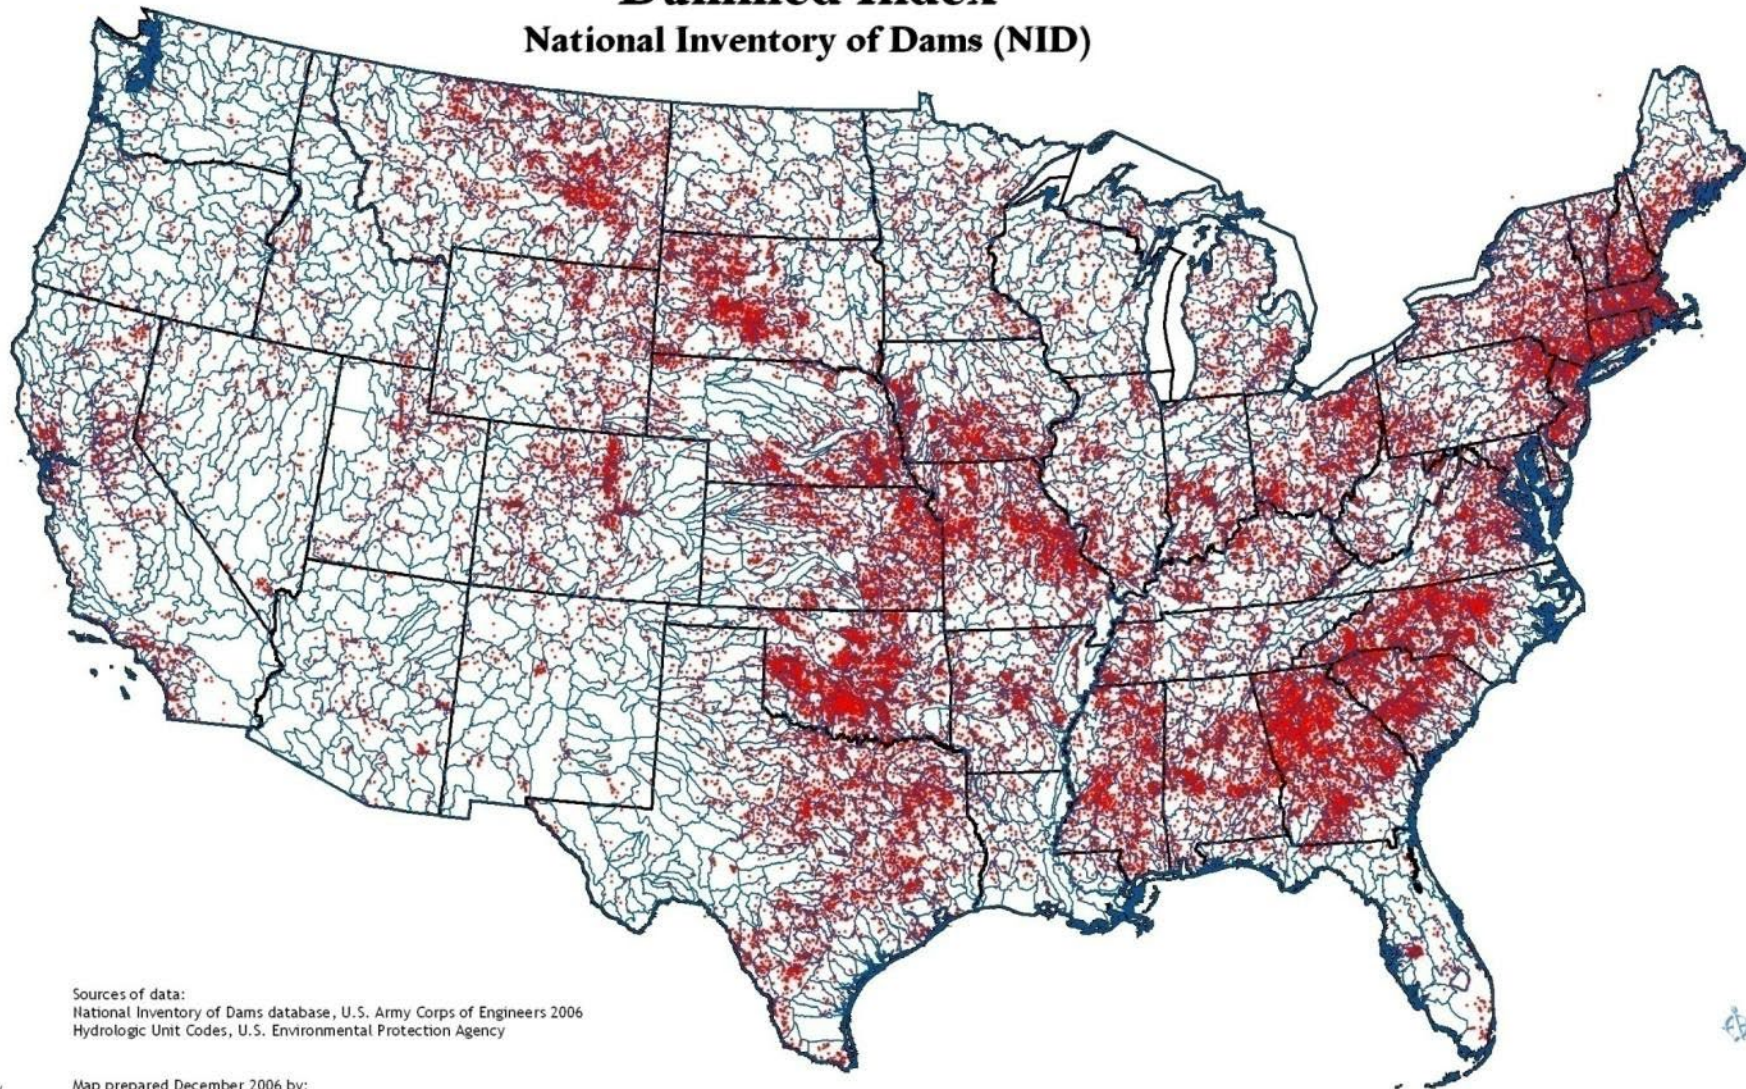 National Inventory of Dams (NID)
Sources of data:
National Inventory of Dams database, U.S. Army Corps of Engineers 2006
Hydrologic Unit Codes, U.S. Environmental Protection Agency
Map prepared December 2006 by: